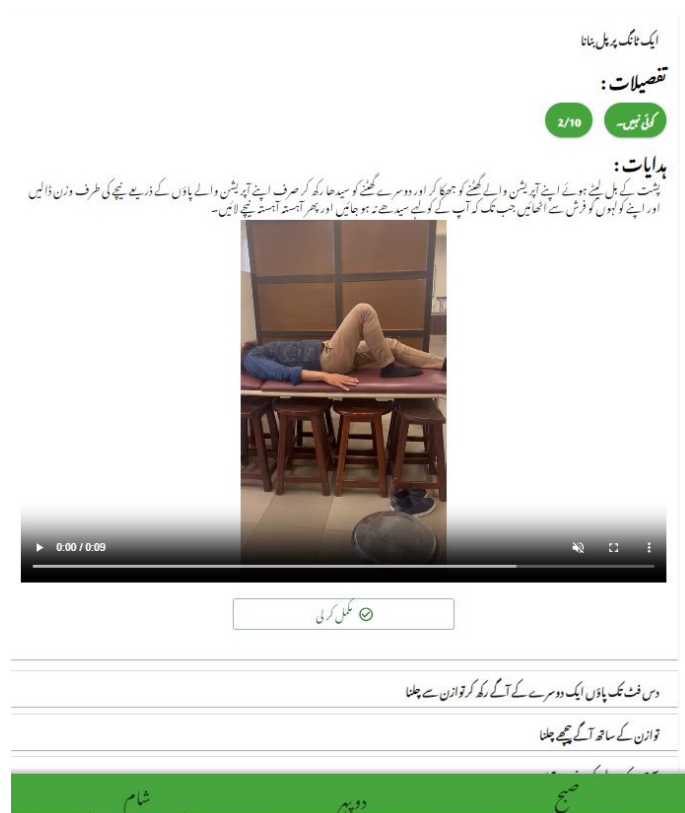 ایک ٹانگ پر پل بنانا
تفصیلات :
کوئی نہیں۔ 2/10
ہدایات :
پشت کے بل لیٹے ہوئے اپنے آپریشن والے گھٹنے کو جھکا کر اور دوسرے گھٹنے کو سیدھا رکھ کر صرف اپنے آپریشن والے پاؤں کے ذریعے نیچے کی طرف وزن ڈالیں
اور اپنے کولہوں کو فرش سے اٹھائیں جب تک کہ آپ کے کولہے سیدھے نہ ہو جائیں اور پھر آہستہ آہستہ نیچے لائیں۔
0:00 / 0:09
مکمل کر لی
دس فٹ تک پاؤں ایک دوسرے کے آگے رکھ کر توازن سے چلنا
توازن کے ساتھ آگے پیچھے چلنا
صبح دوپہر شام